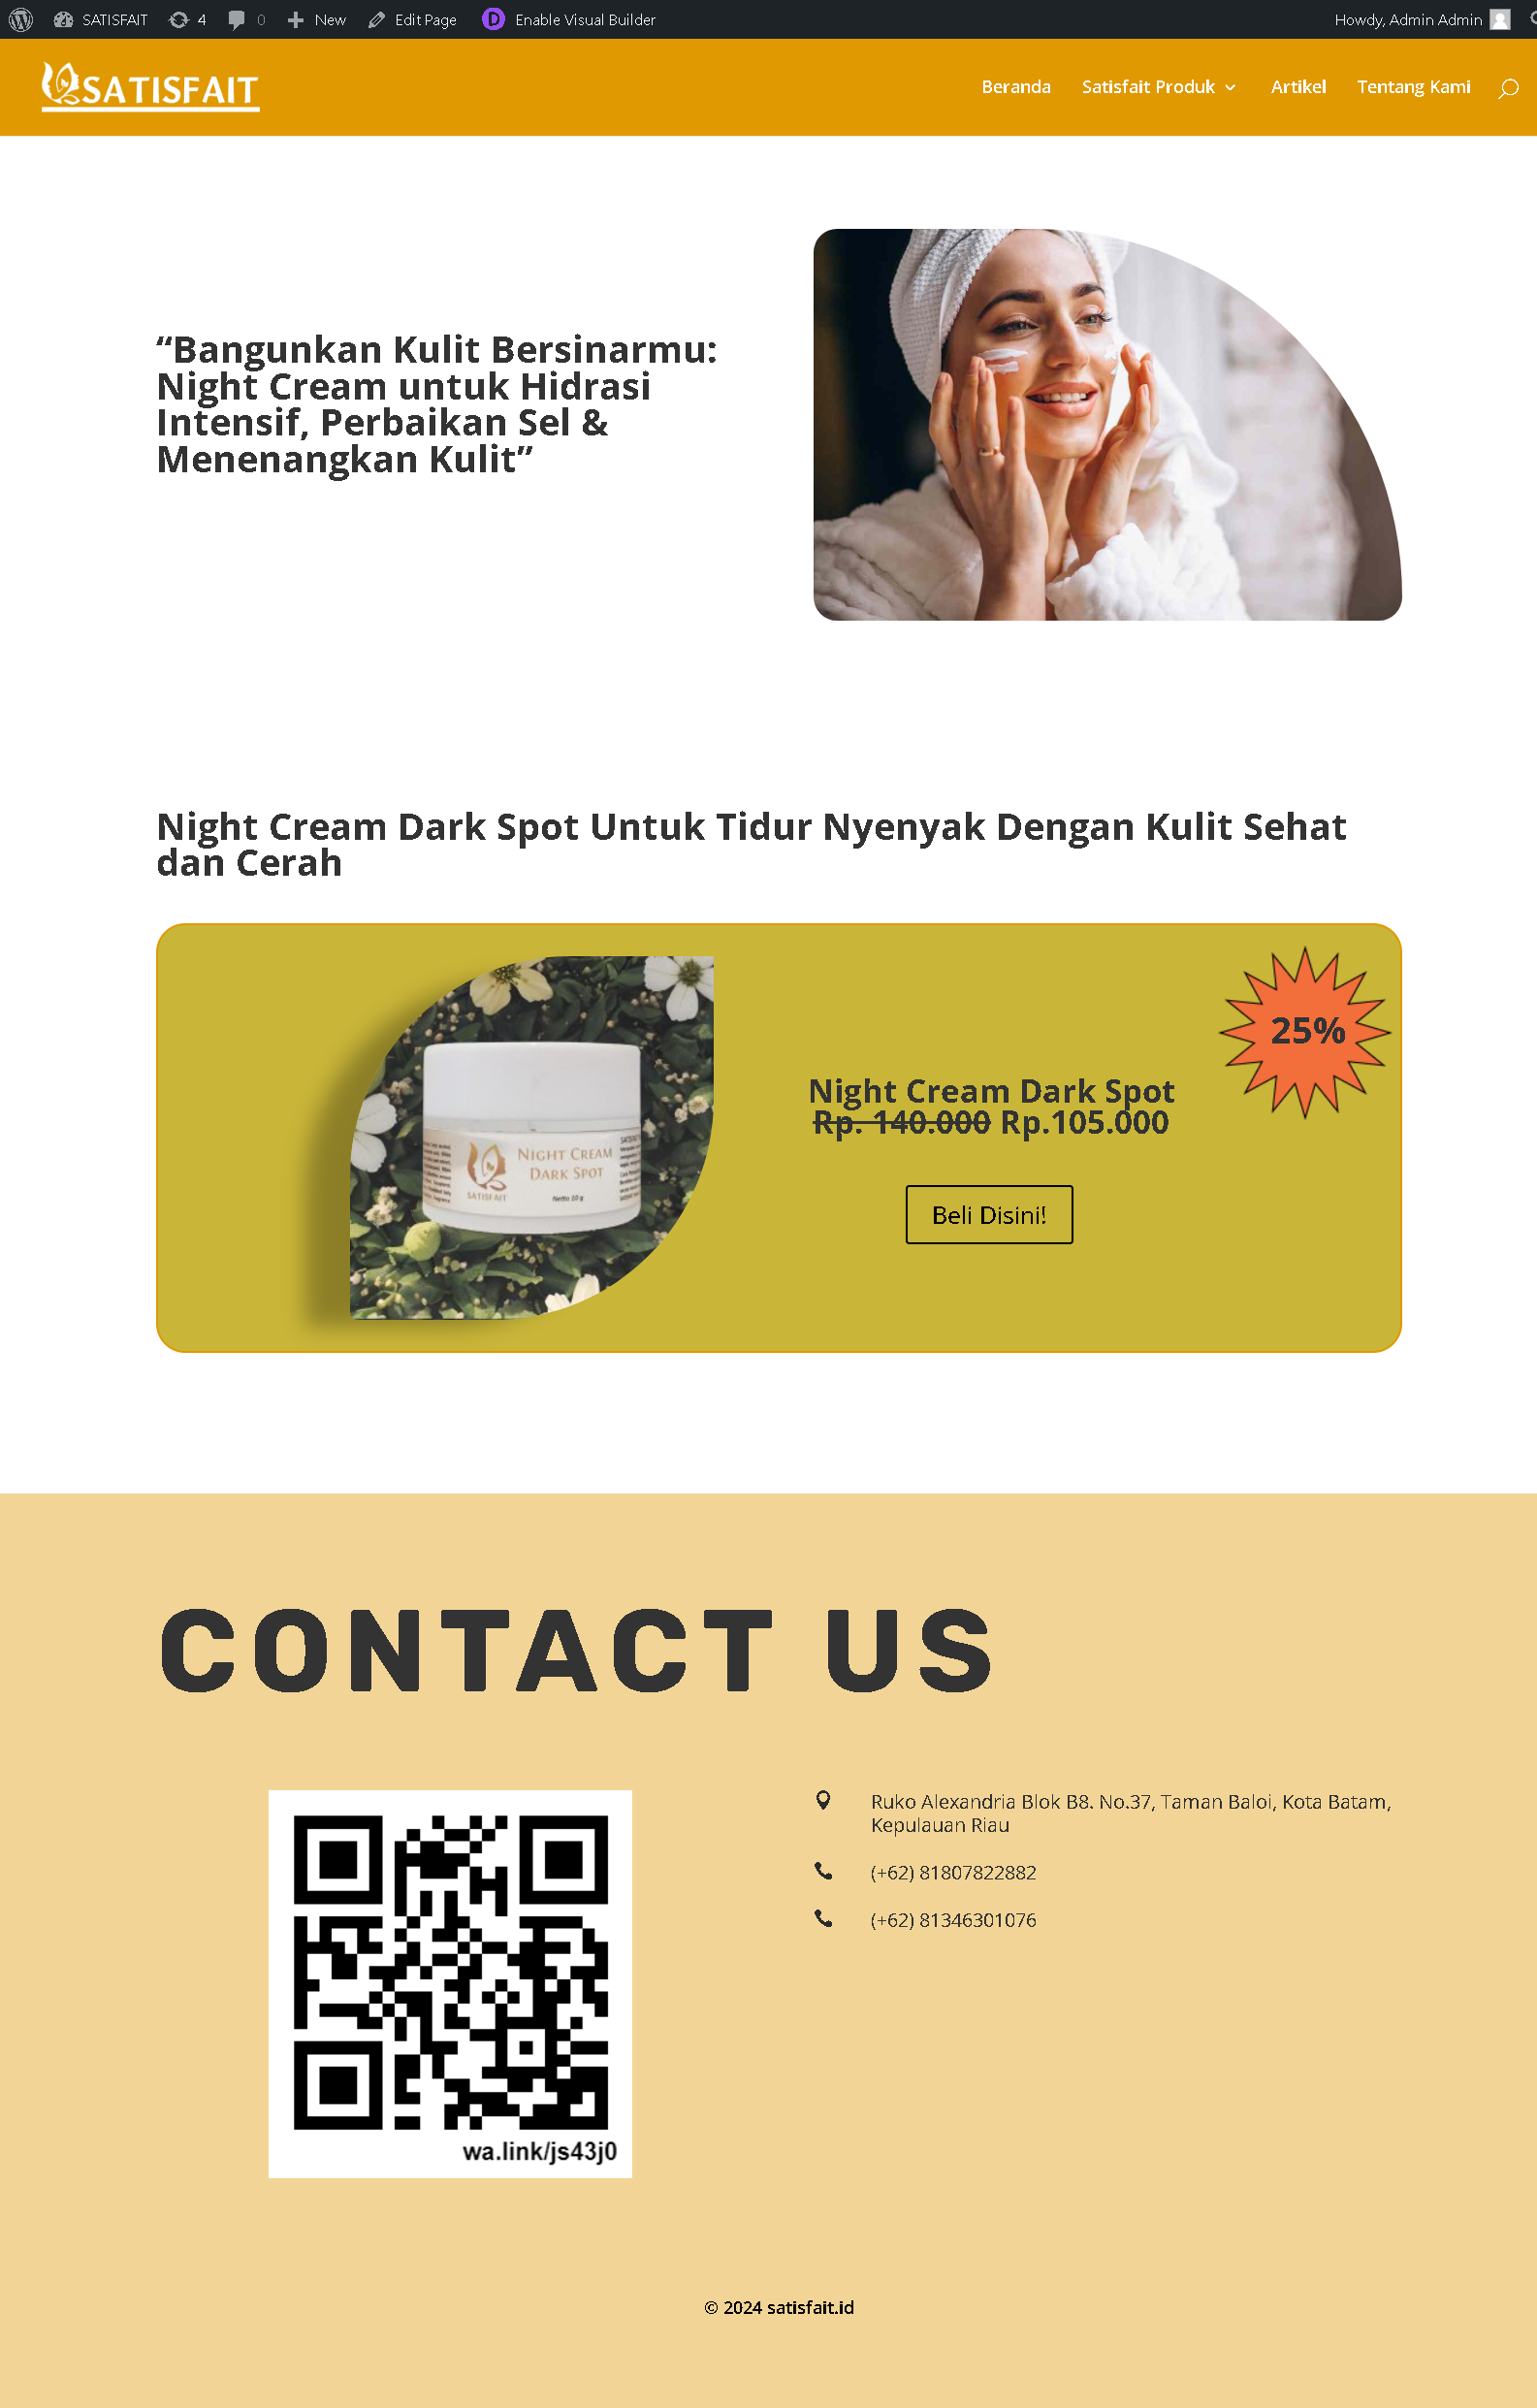 SATISFAIT 4 0 New Edit Page Enable Visual Builder Howdy, Admin Admin
SATISFAIT Beranda Satisfait Produk Artikel Tentang Kami
“Bangunkan Kulit Bersinarmu:
Night Cream untuk Hidrasi
Intensif, Perbaikan Sel &
Menenangkan Kulit”
Night Cream Dark Spot Untuk Tidur Nyenyak Dengan Kulit Sehat
dan Cerah
25%
NIGHT CREAM
DARK SPOT
SATISFAIT
Netto 10 g
Night Cream Dark Spot
Rp. 140.000 Rp.105.000
Beli Disini!
CONTACT US
Ruko Alexandria Blok B8. No.37, Taman Baloi, Kota Batam,
Kepulauan Riau
(+62) 81807822882
(+62) 81346301076
wa.link/js43j0
© 2024 satisfait.id